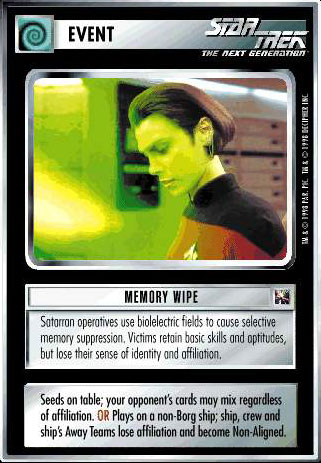 EVENT
STAR TREK
THE NEXT GENERATION
TM & © 1998 PAR. PIC. TM & © 1998 DECIPHER INC.
MEMORY WIPE
Satarran operatives use bioelectric fields to cause selective
memory suppression. Victims retain basic skills and aptitudes,
but lose their sense of identity and affiliation.
Seeds on table; your opponent's cards may mix regardless
of affiliation. OR Plays on a non-Borg ship; ship, crew and
ship's Away Teams lose affiliation and become Non-Aligned.